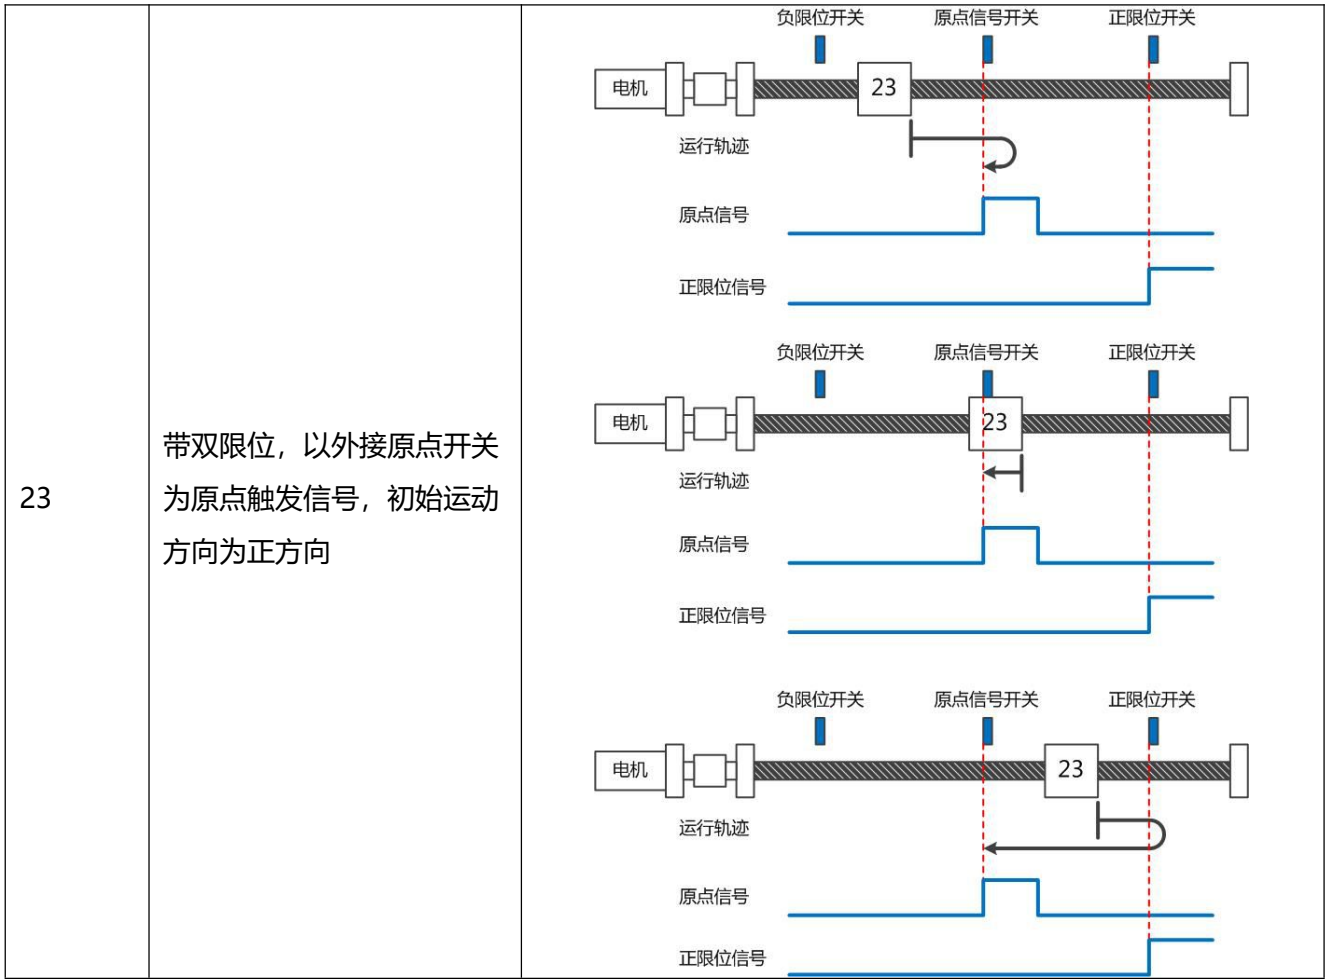 23
带双限位，以外接原点开关
为原点触发信号，初始运动
方向为正方向
负限位开关 原点信号开关 正限位开关
电机 23
运行轨迹
原点信号
正限位信号
负限位开关 原点信号开关 正限位开关
电机 23
运行轨迹
原点信号
正限位信号
负限位开关 原点信号开关 正限位开关
电机 23
运行轨迹
原点信号
正限位信号